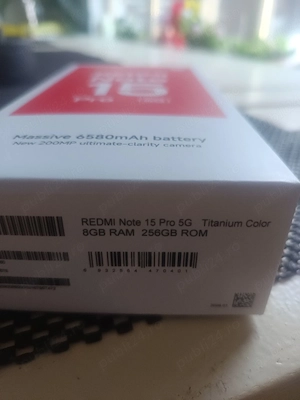 15
Massive 6580mAh battery
New 200MP ultimate-clarity camera
REDMI Note 15 Pro 5G Titanium Color
8GB RAM 256GB ROM